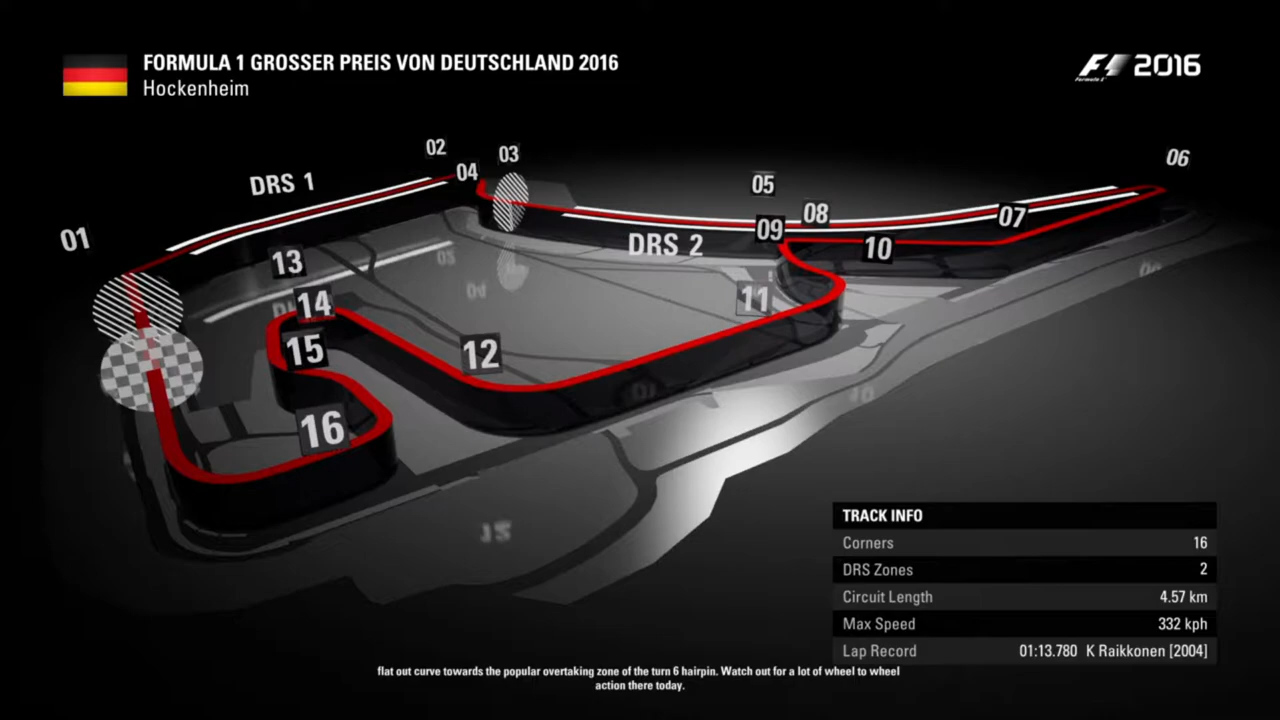 FORMULA 1 GROSSER PREIS VON DEUTSCHLAND 2016
Hockenheim
F1 2016
Formula 1
02
03
04
06
DRS 1
05
01
08
07
09
DRS 2
10
13
11
14
15
12
16
TRACK INFO
Corners 16
DRS Zones 2
Circuit Length 4.57 km
Max Speed 332 kph
Lap Record 01:13.780 K Raikkonen [2004]
flat out curve towards the popular overtaking zone of the turn 6 hairpin. Watch out for a lot of wheel to wheel
action there today.